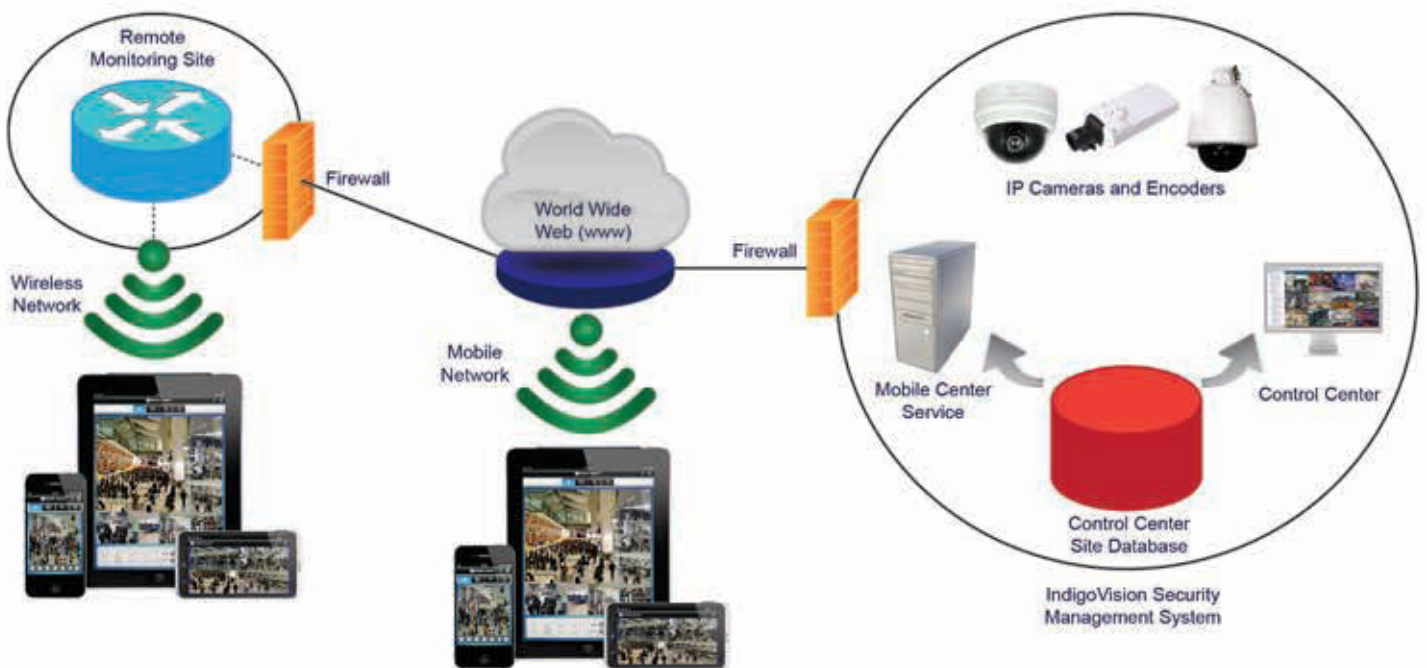 Remote
Monitoring Site
Firewall
World Wide
Web (www)
Firewall
IP Cameras and Encoders
Wireless
Network
Mobile
Network
Mobile Center
Service
Control Center
Control Center
Site Database
IndigoVision Security
Management System